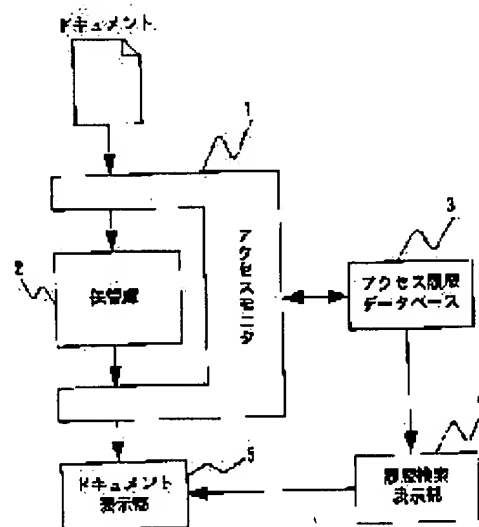 ドキュメント
1
アクセスモニタ
3
2
保管庫
アクセス履歴
データベース
4
5
ドキュメント
表示部
履歴検索
表示部